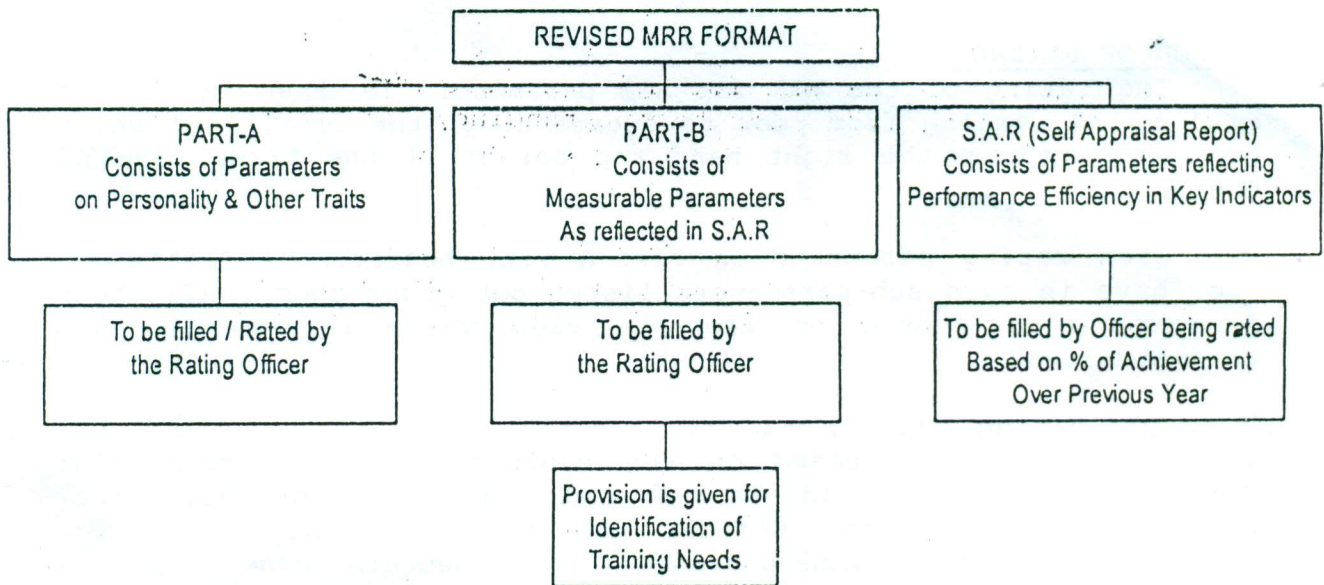 REVISED MRR FORMAT
PART-A
Consists of Parameters
on Personality & Other Traits
PART-B
Consists of
Measurable Parameters
As reflected in S.A.R
S.A.R (Self Appraisal Report)
Consists of Parameters reflecting
Performance Efficiency in Key Indicators
To be filled / Rated by
the Rating Officer
To be filled by
the Rating Officer
To be filled by Officer being rated
Based on % of Achievement
Over Previous Year
Provision is given for
Identification of
Training Needs